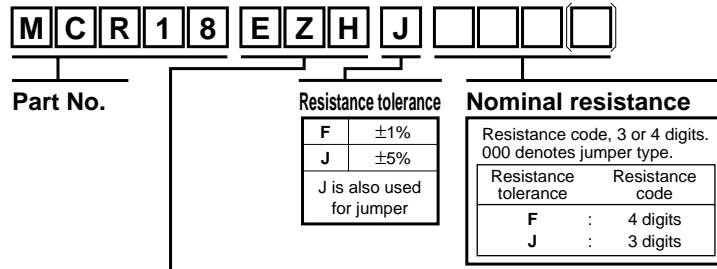 M C R 1 8 E Z H J
Part No.
Resistance tolerance
F ±1%
J ±5%
J is also used
for jumper
Nominal resistance
Resistance code, 3 or 4 digits.
000 denotes jumper type.
Resistance tolerance Resistance code
F : 4 digits
J : 3 digits